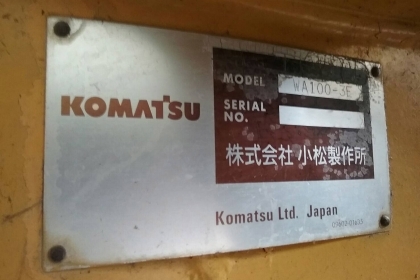 KOMATSU
MODEL WA100-3E
SERIAL NO.
株式会社 小松製作所
Komatsu Ltd. Japan